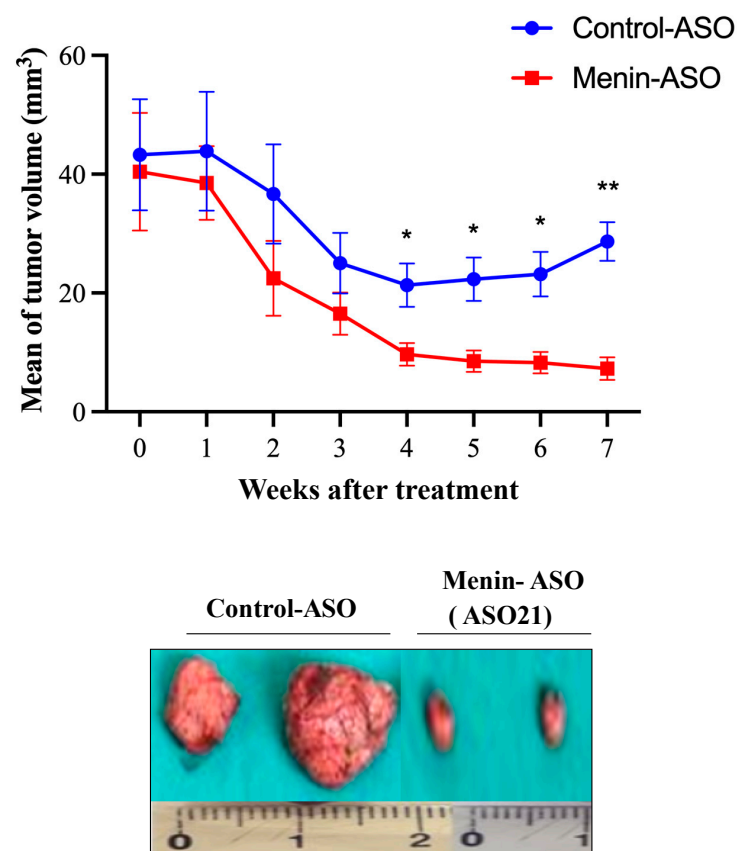 Control-ASO
Menin-ASO
Mean of tumor volume (mm³)
60
40
20
0
*
*
*
**
0 1 2 3 4 5 6 7
Weeks after treatment
Control-ASO
Menin- ASO
( ASO21)
0 1 2 0 1